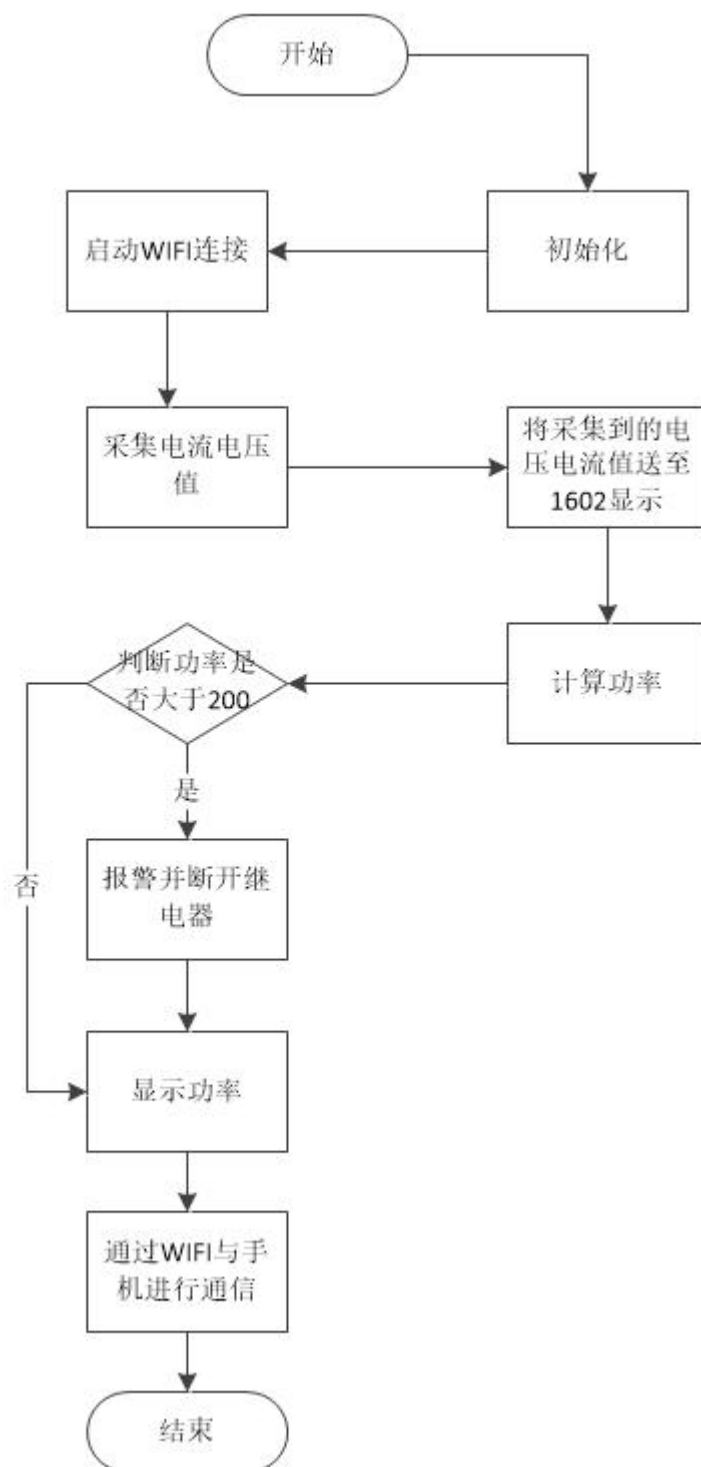 开始
初始化
启动WIFI连接
采集电流电压
值
将采集到的电
压电流值送至
1602显示
计算功率
判断功率是
否大于200
是
否
报警并断开继
电器
显示功率
通过WIFI与手
机进行通信
结束